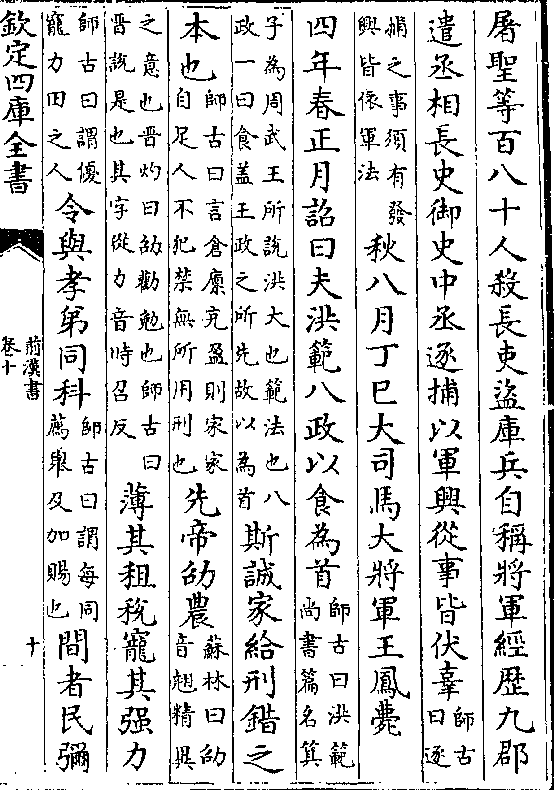 屠聖等百八十人殺長吏盜庫兵自稱將軍經歷九郡
遣丞相長史御史中丞逐捕以軍興從事皆伏辜
師古
曰逐
捕之事須有發
興皆依軍法
秋八月丁巳大司馬大將軍王鳳薨
四年春正月詔曰夫洪範八政以食為首
師古曰洪範
尚書篇名箕
子為周武王所說洪大也範法也八
政一曰食蓋王政之所先故以為首
斯誠家給刑錯之
本也
師古曰言倉廩充盈則家家
自足人不犯禁無所用刑也
先帝劭農
蘇林曰劭
音翹精異
之意也晋灼曰劭勸勉也師古曰
晋說是也其字從力音時召反
薄其租稅寵其强力
師古曰謂優
寵力田之人
令與孝弟同科
師古曰謂每同
薦舉及加賜也
間者民彌
欽定四庫全書
前漢書
卷十
十